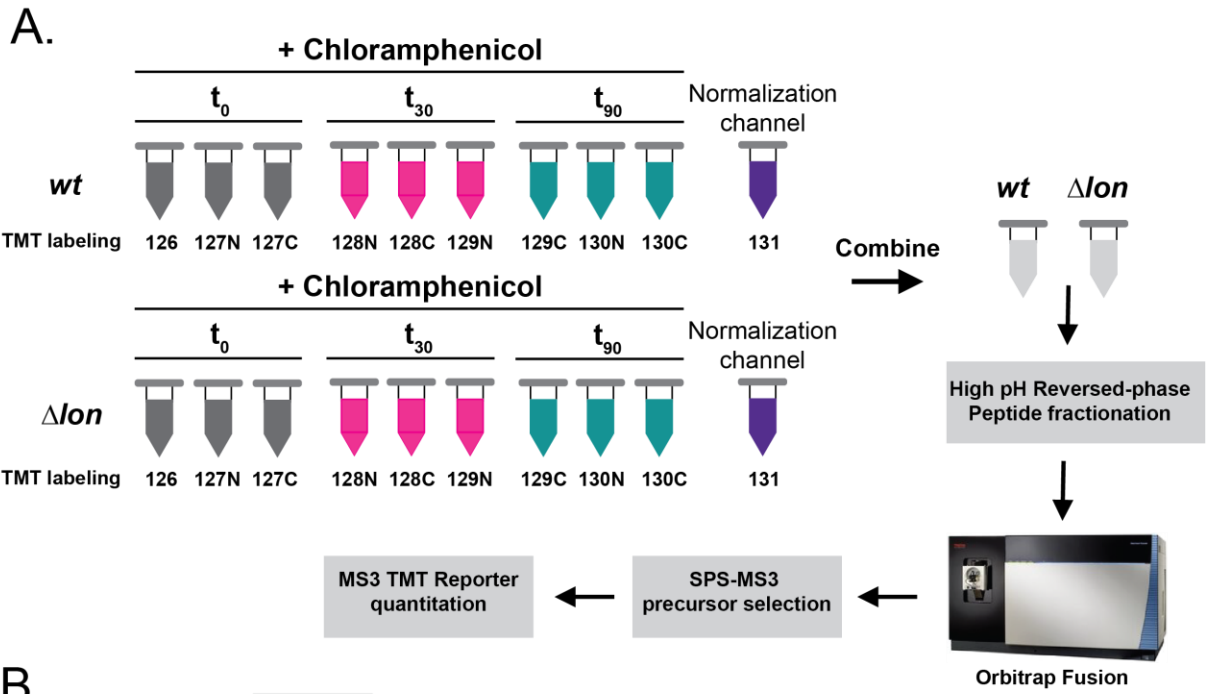 A.
+ Chloramphenicol
t0 t30 t90 Normalization channel
wt
TMT labeling 126 127N 127C 128N 128C 129N 129C 130N 130C 131
+ Chloramphenicol
t0 t30 t90 Normalization channel
Δlon
TMT labeling 126 127N 127C 128N 128C 129N 129C 130N 130C 131
Combine
wt Δlon
High pH Reversed-phase
Peptide fractionation
Orbitrap Fusion
SPS-MS3
precursor selection
MS3 TMT Reporter
quantitation
B